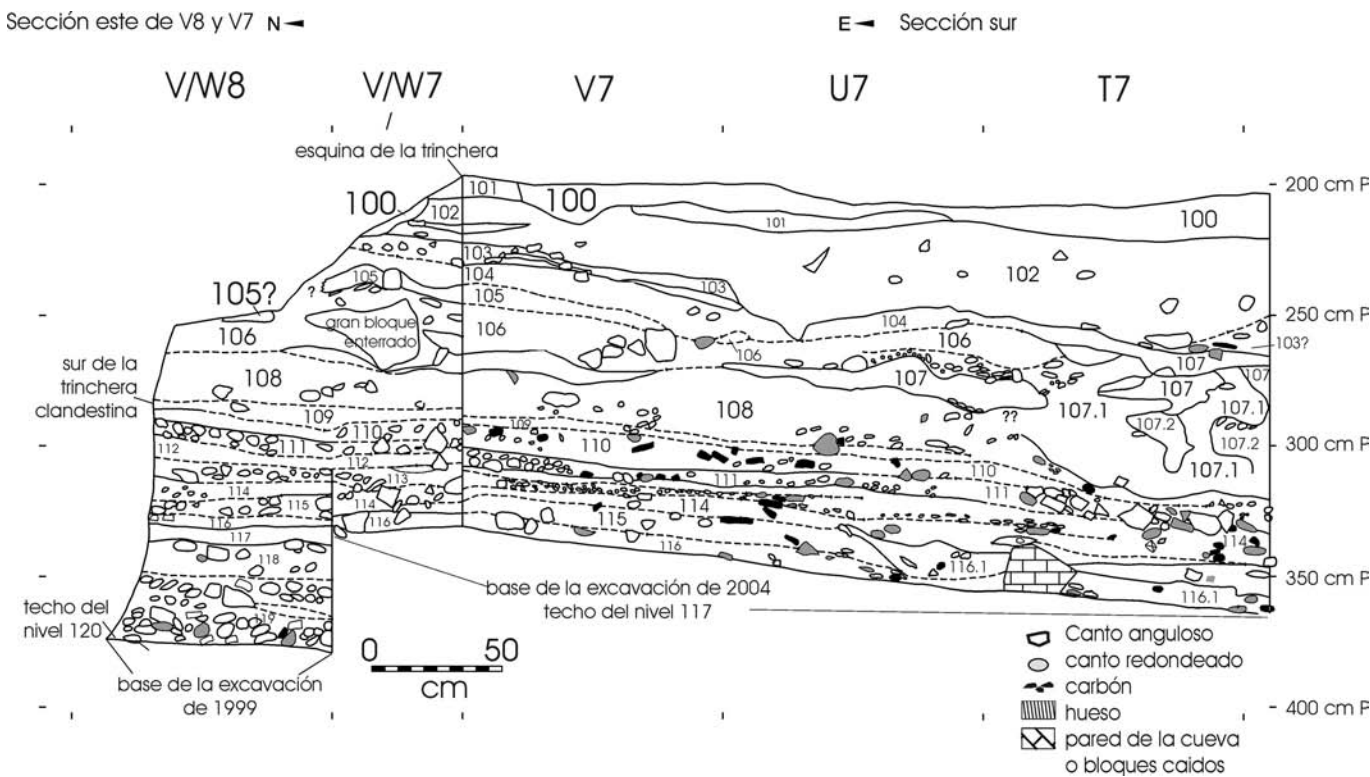 Sección este de V8 y V7 N
E Sección sur
V/W8 V/W7 V7 U7 T7
esquina de la trinchera
101 200 cm P
100 102 100 101 100
103 104 103 102
105? 105 105 104 250 cm P
106 gran bloque enterrado 106 106 106 103?
107 107 107 107
sur de la trinchera clandestina
108 108 107.1 107.2 107.1 107.2
109 109 ??
110 110 107.1 300 cm P
112 111 112 110
113 111 111
114 115 114 114 114
116 116 115
117 116
118 116.1 350 cm P
base de la excavación de 2004
techo del nivel 117
116.1
techo del nivel 120
119
0 50
cm
base de la excavación de 1999
Canto anguloso
canto redondeado
carbón
hueso
pared de la cueva
o bloques caidos
400 cm P
?